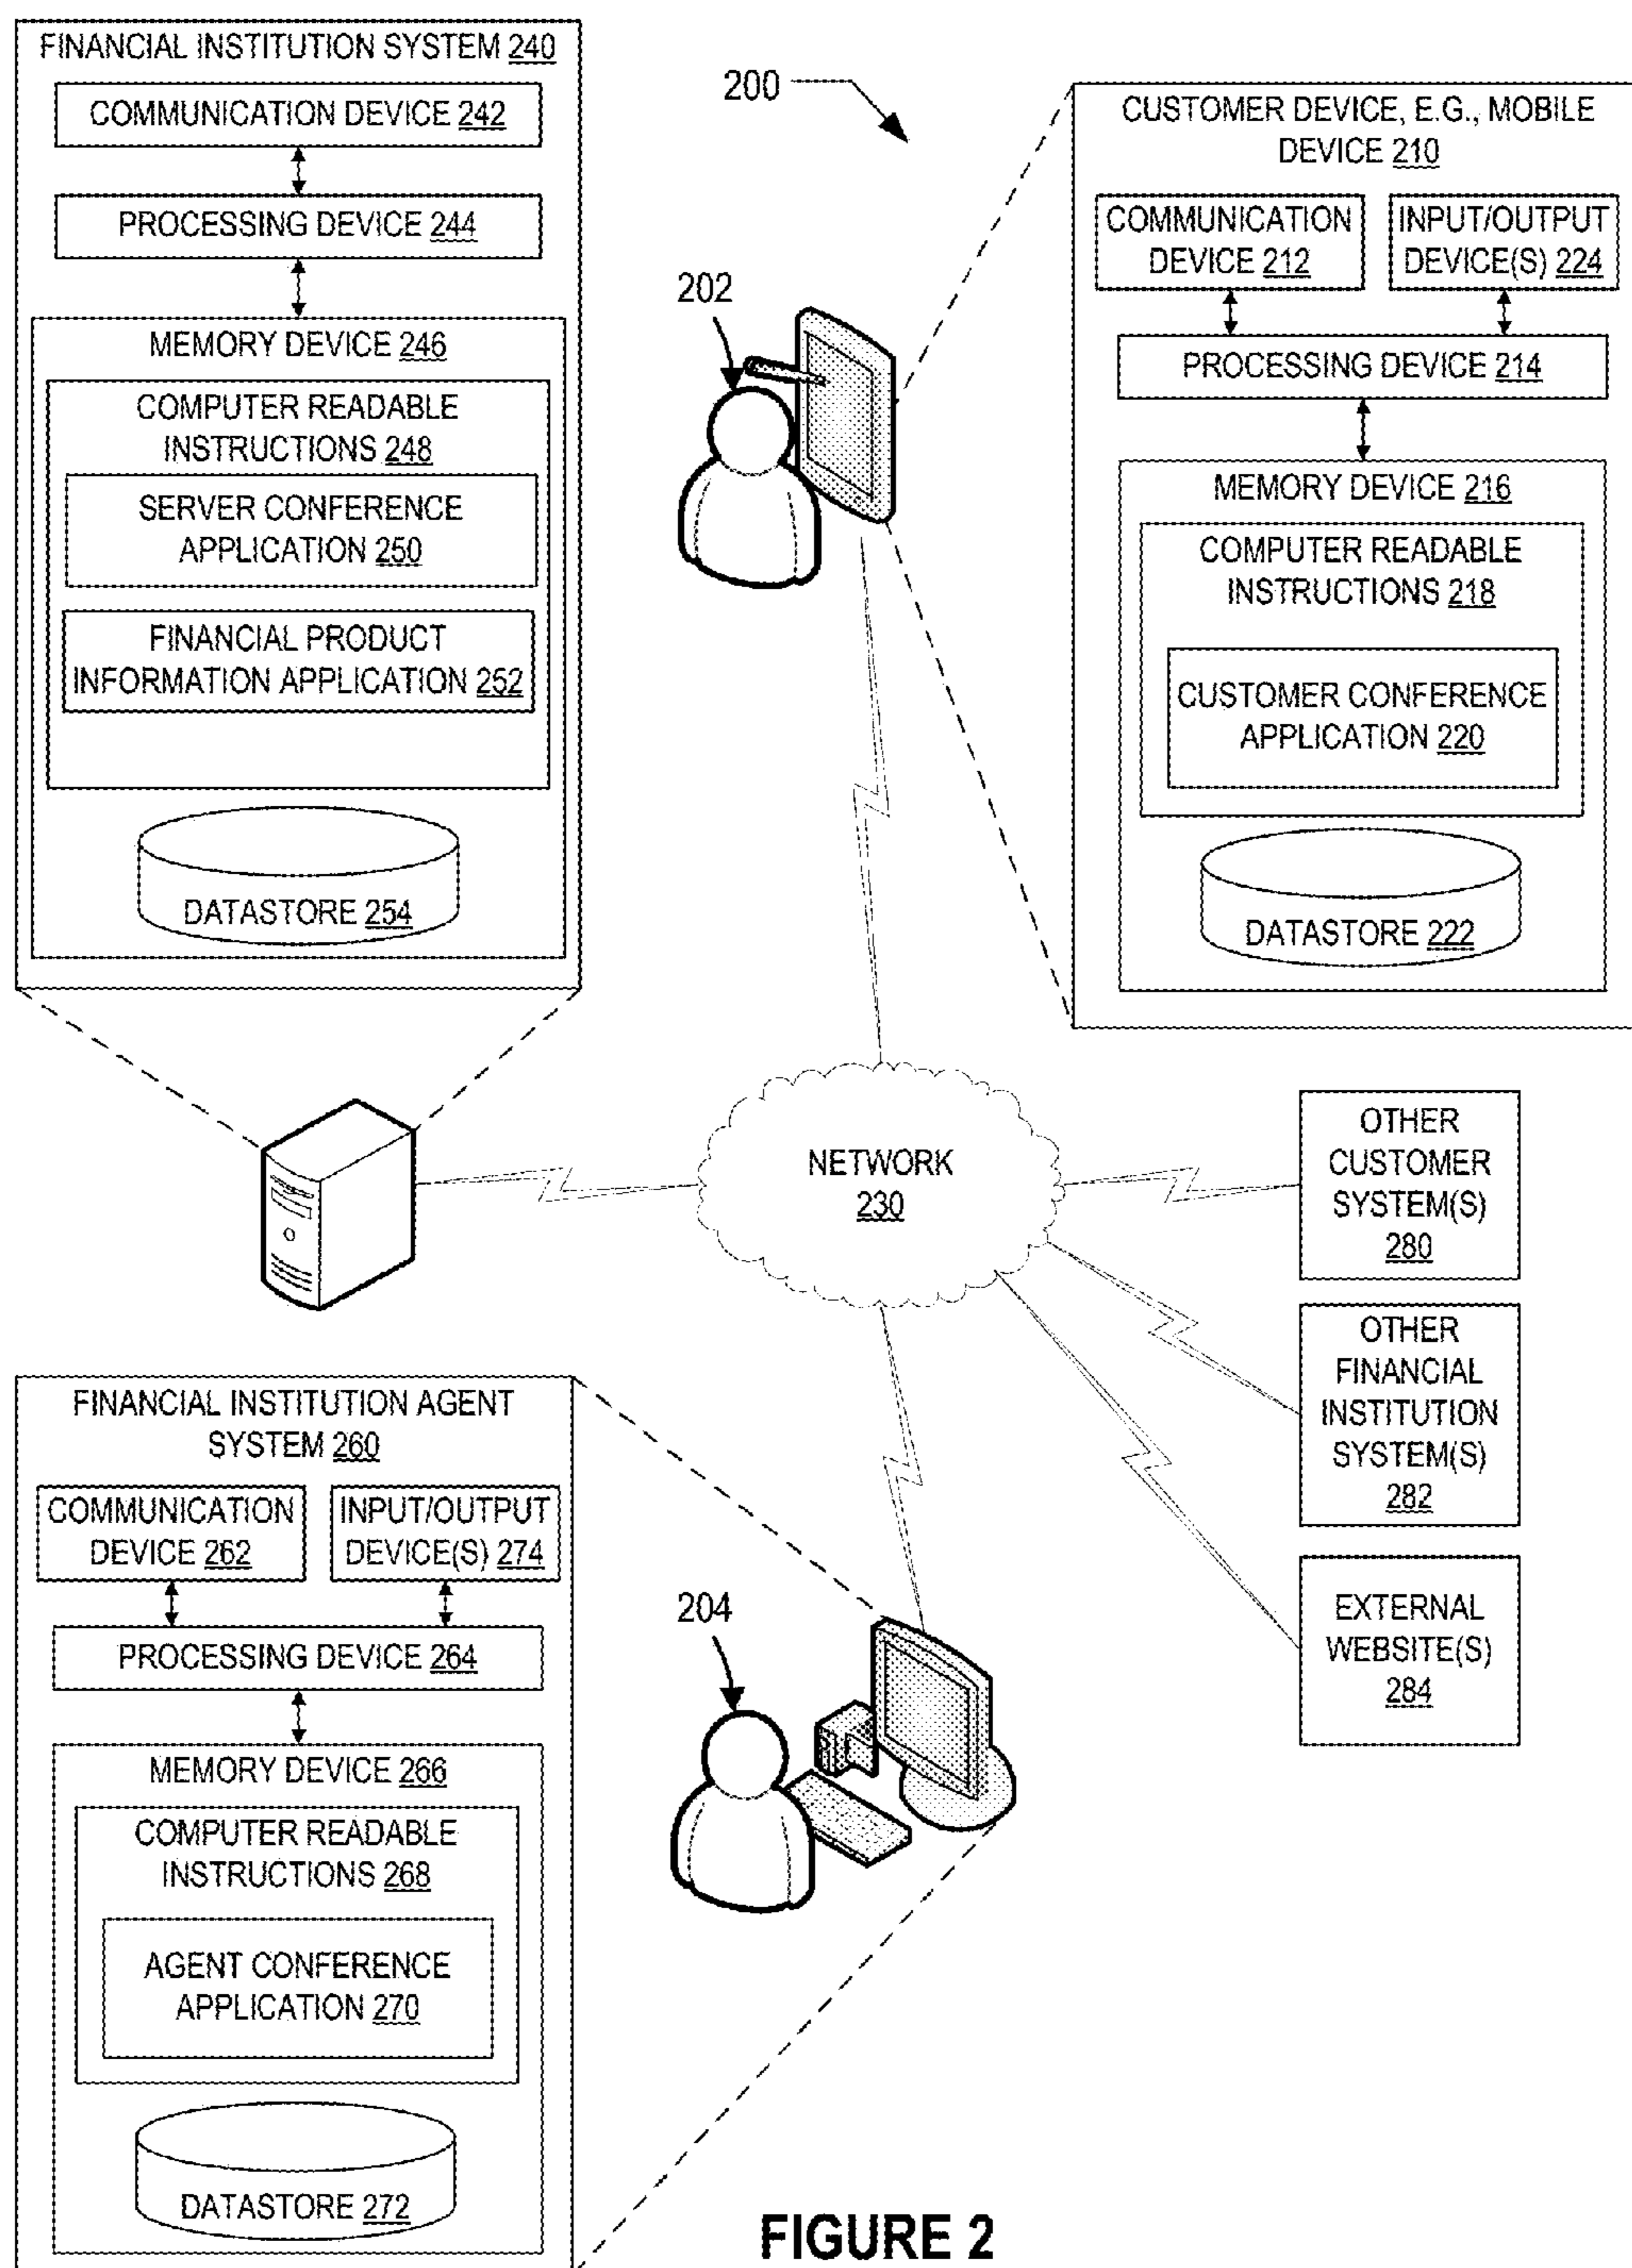 FINANCIAL INSTITUTION SYSTEM 240
COMMUNICATION DEVICE 242
PROCESSING DEVICE 244
MEMORY DEVICE 246
COMPUTER READABLE
INSTRUCTIONS 248
SERVER CONFERENCE
APPLICATION 250
FINANCIAL PRODUCT
INFORMATION APPLICATION 252
DATASTORE 254
200
202
CUSTOMER DEVICE, E.G., MOBILE
DEVICE 210
COMMUNICATION
DEVICE 212
INPUT/OUTPUT
DEVICE(S) 224
PROCESSING DEVICE 214
MEMORY DEVICE 216
COMPUTER READABLE
INSTRUCTIONS 218
CUSTOMER CONFERENCE
APPLICATION 220
DATASTORE 222
NETWORK
230
OTHER
CUSTOMER
SYSTEM(S)
280
OTHER
FINANCIAL
INSTITUTION
SYSTEM(S)
282
EXTERNAL
WEBSITE(S)
284
FINANCIAL INSTITUTION AGENT
SYSTEM 260
COMMUNICATION
DEVICE 262
INPUT/OUTPUT
DEVICE(S) 274
PROCESSING DEVICE 264
MEMORY DEVICE 266
COMPUTER READABLE
INSTRUCTIONS 268
AGENT CONFERENCE
APPLICATION 270
DATASTORE 272
204
FIGURE 2